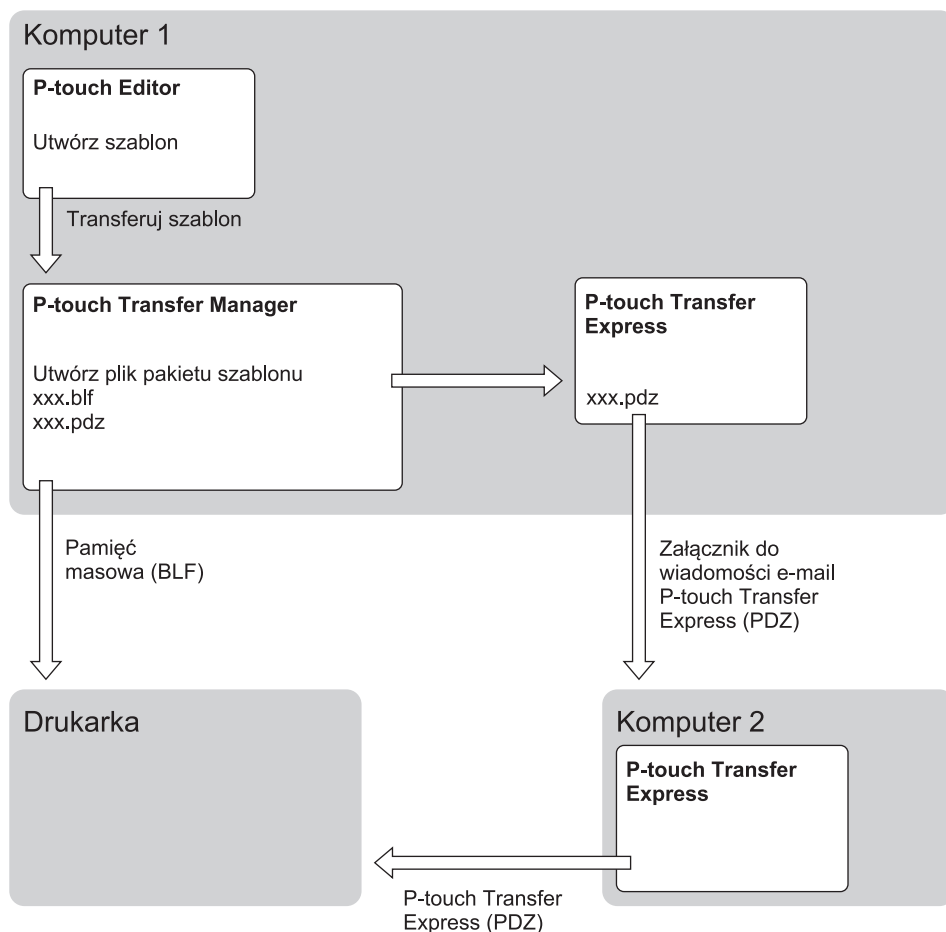 Komputer 1
P-touch Editor
Utwórz szablon
Transferuj szablon
P-touch Transfer Manager
Utwórz plik pakietu szablonu
xxx.blf
xxx.pdz
P-touch Transfer
Express
xxx.pdz
Pamięć
masowa (BLF)
Załącznik do
wiadomości e-mail
P-touch Transfer
Express (PDZ)
Drukarka
Komputer 2
P-touch Transfer
Express
P-touch Transfer
Express (PDZ)